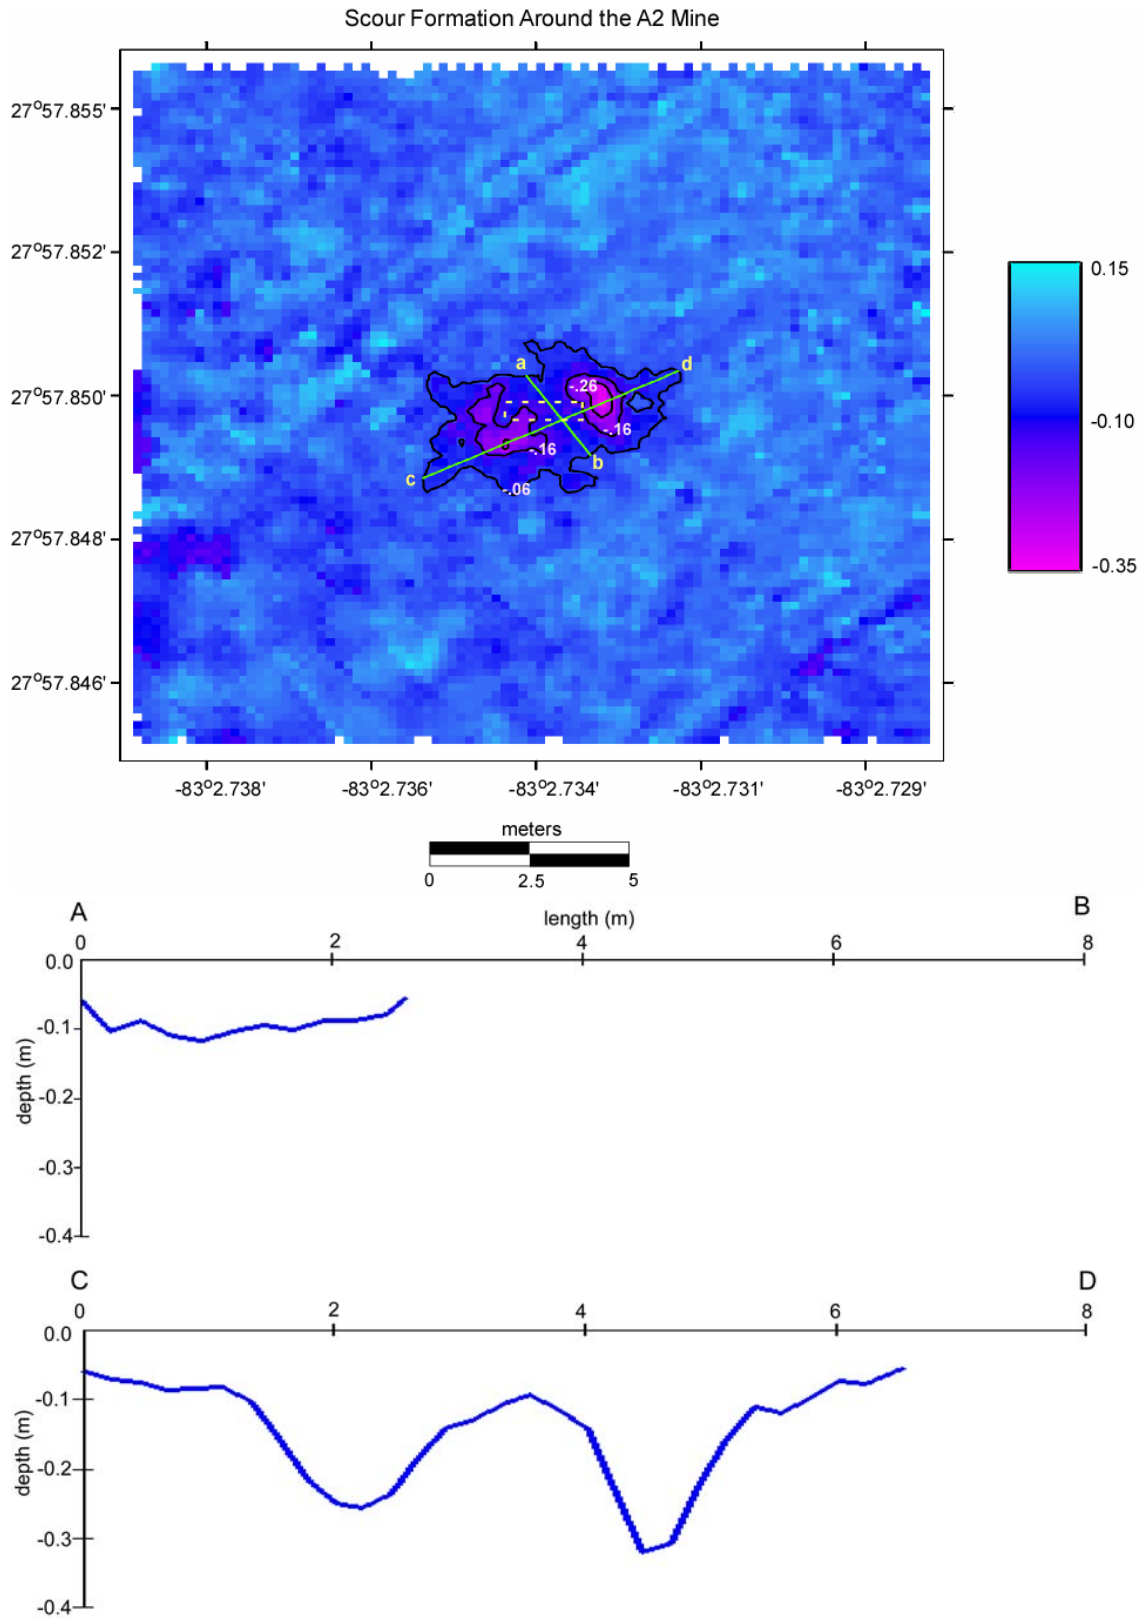 Scour Formation Around the A2 Mine
27°57.855'
27°57.852'
0.15
a
d
-.26
27°57.850'
-0.10
-.16
-.16
b
c
-.06
27°57.848'
-0.35
27°57.846'
-83°2.738' -83°2.736' -83°2.734' -83°2.731' -83°2.729'
meters
0 2.5 5
A length (m) B
0 2 4 6 8
0.0
-0.1
-0.2
-0.3
-0.4
depth (m)
C D
0 2 4 6 8
0.0
-0.1
-0.2
-0.3
-0.4
depth (m)